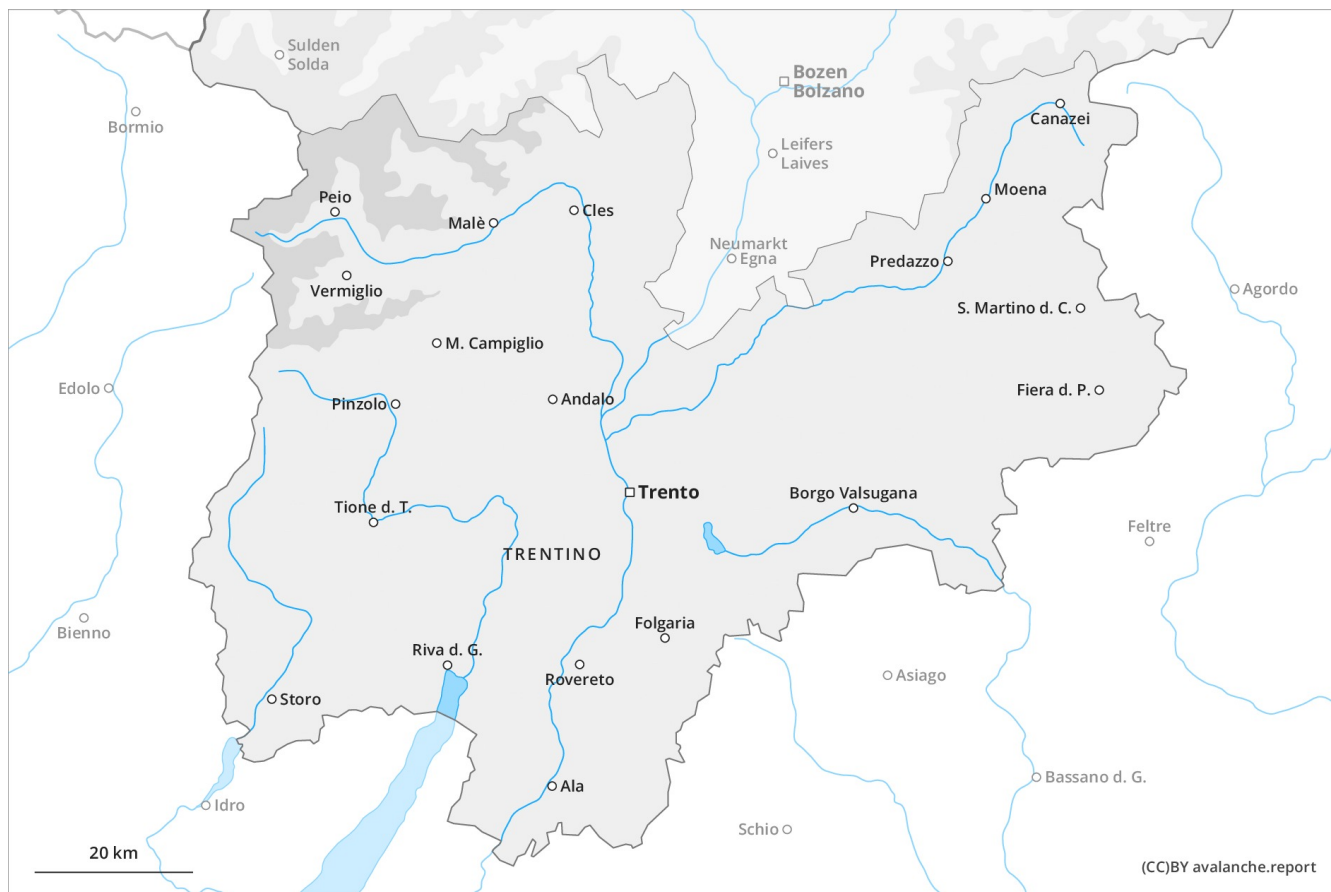 Sulden
Solda
Bozen
Bolzano
Bormio
Canazei
Leifers
Laives
Peio
Moena
Malè
Cles
Neumarkt
Egna
Predazzo
Vermiglio
Agordo
S. Martino d. C.
M. Campiglio
Edolo
Fiera d. P.
Pinzolo
Andalo
Trento
Borgo Valsugana
Tione d. T.
Feltre
TRENTINO
Bienno
Folgaria
Riva d. G.
Rovereto
Asiago
Storo
Bassano d. G.
Ala
Idro
Schio
20 km
(CC)BY avalanche.report